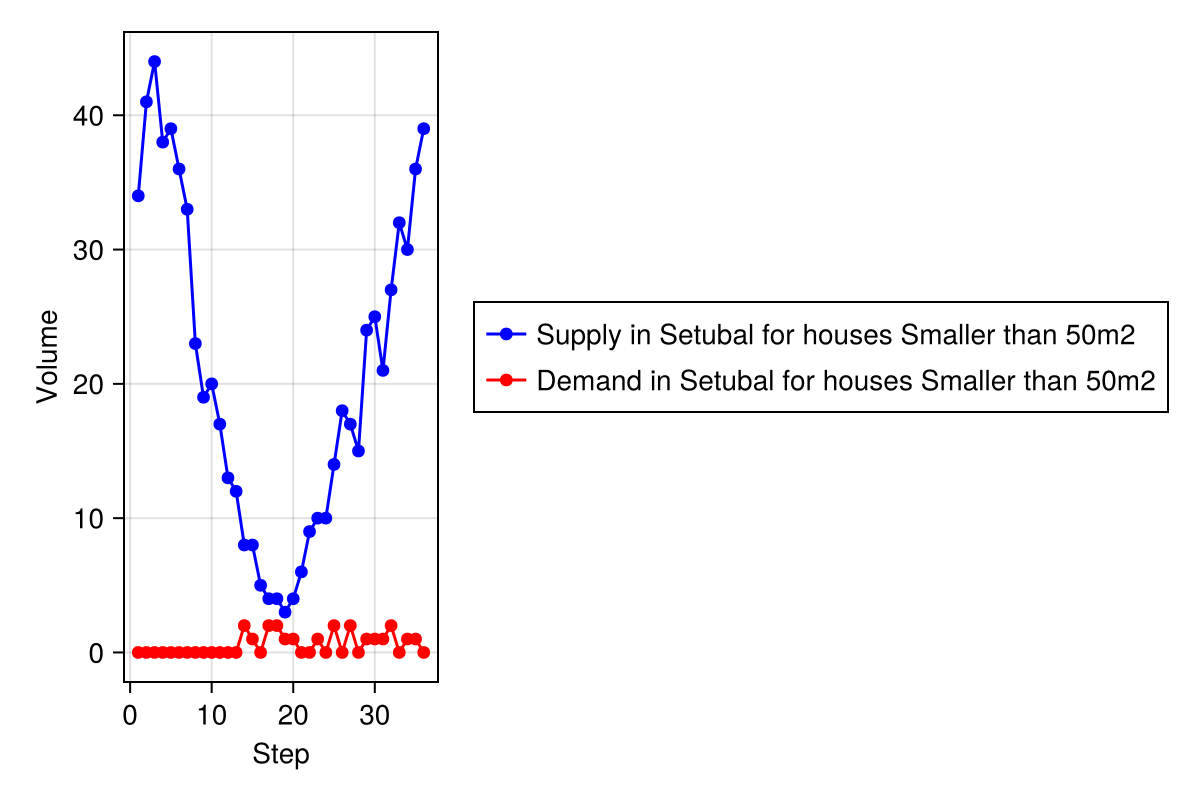 Volume
40
30
20
10
0
0 10 20 30
Step
Supply in Setubal for houses Smaller than 50m2
Demand in Setubal for houses Smaller than 50m2